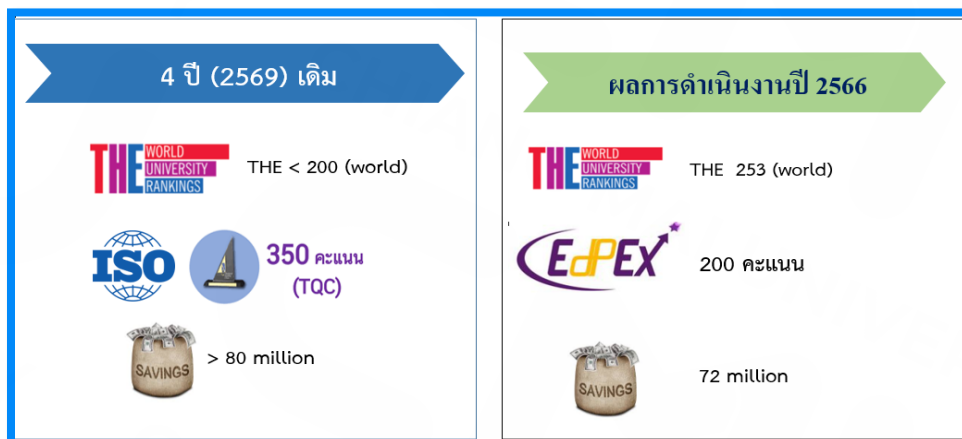 4 ปี (2569) เดิม
THE WORLD UNIVERSITY RANKINGS
THE < 200 (world)
ISO
350 คะแนน
(TQC)
SAVINGS
> 80 million
ผลการดำเนินงานปี 2566
THE WORLD UNIVERSITY RANKINGS
THE 253 (world)
EdPEX
200 คะแนน
SAVINGS
72 million